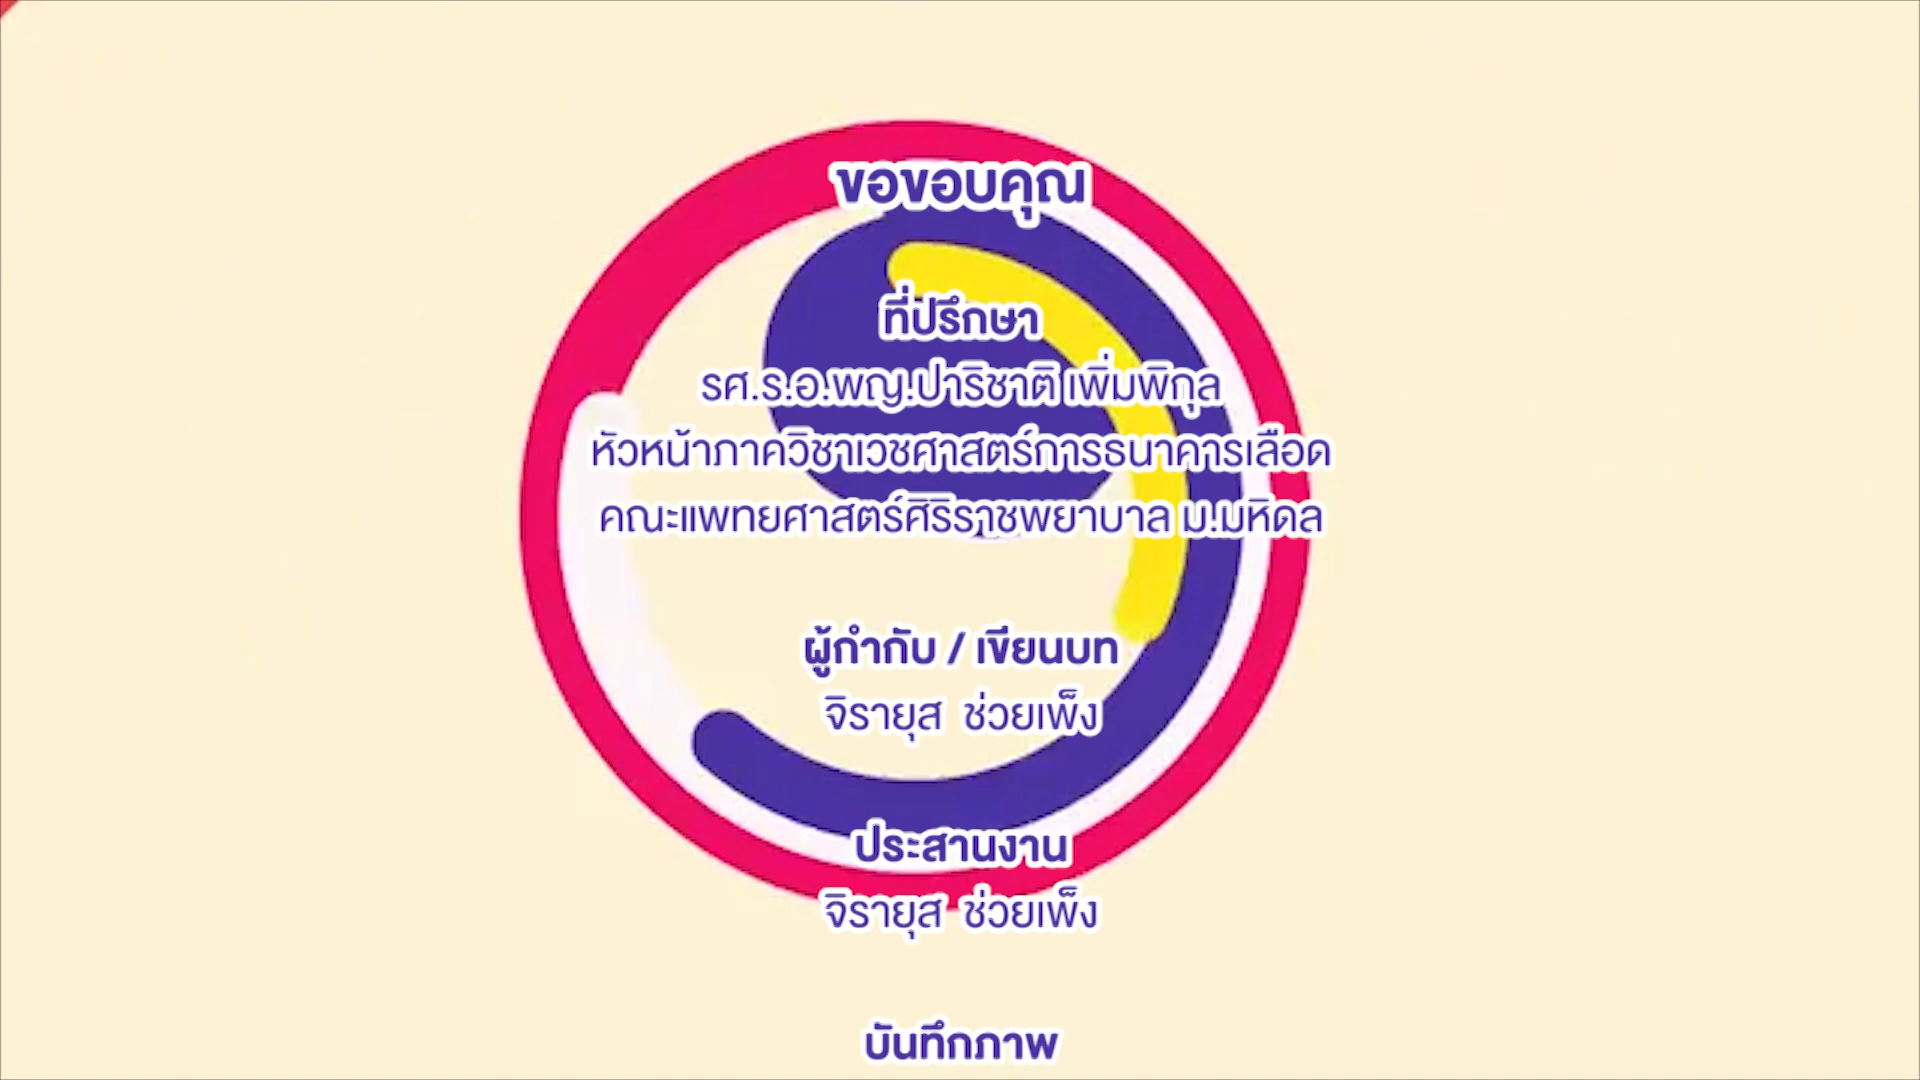 ขอขอบคุณ
ที่ปรึกษา
รศ.ร.อ.พญ.ปาริชาติ เพิ่มพิกุล
หัวหน้าภาควิชาเวชศาสตร์การธนาคารเลือด
คณะแพทยศาสตร์ศิริราชพยาบาล ม.มหิดล
ผู้กำกับ / เขียนบท
จิรายุส ช่วยเพ็ง
ประสานงาน
จิรายุส ช่วยเพ็ง
บันทึกภาพ